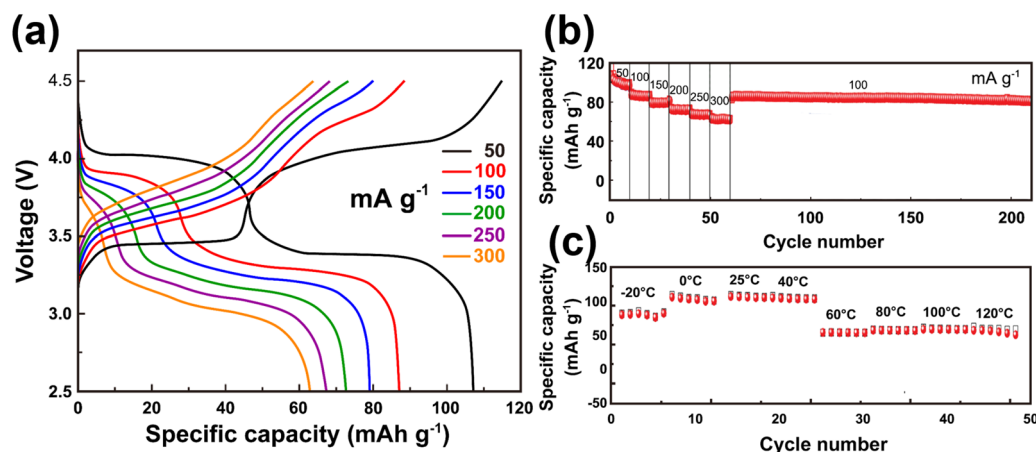 (a)
4.5
4.0
3.5
3.0
2.5
Voltage (V)
0 20 40 60 80 100 120
Specific capacity (mAh g-1)
50
100
150
200
250
300
mA g-1
(b)
120
80
60
40
0
Specific capacity
(mAh g-1)
50 100 150 200 250 300 100 mA g-1
0 50 100 150 200
Cycle number
(c)
150
100
50
0
-50
Specific capacity
(mAh g-1)
-20°C 0°C 25°C 40°C
60°C 80°C 100°C 120°C
0 10 20 30 40 50
Cycle number